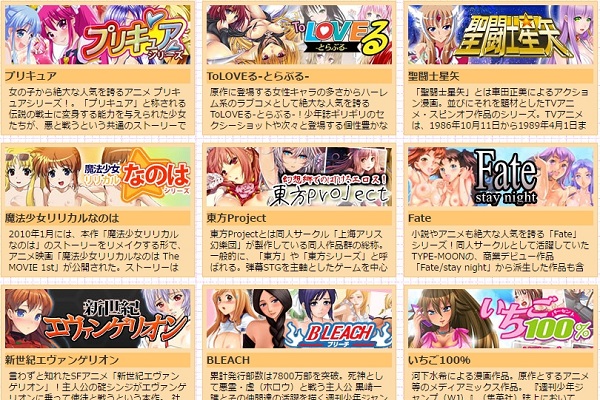 プリキュア シリーズ
To LOVEる -とらぶる-
聖闘士星矢
プリキュア
ToLOVEる-とらぶる-
聖闘士星矢
女の子から絶大な人気を誇るアニメ プリキ
ュアシリーズ！。「プリキュア」と称される
伝説の戦士に変身する能力を与えられた少女
たちが、悪と戦うという共通のストーリーで
原作に登場する女性キャラの多さからハーレ
ム系のラブコメとして絶大な人気を誇る
ToLOVEる-とらぶる-！少年誌ギリギリのセ
クシーショットや次々と登場する個性豊かな
「聖闘士星矢」とは車田正美によるアクショ
ン漫画。並びにそれを題材としたTVアニ
メ・スピンオフ作品のシリーズ。TVアニメ
は、1986年10月11日から1989年4月1日ま
魔法少女 リリカル なのは シリーズ
東方project
Fate stay night
魔法少女リリカルなのは
東方Project
Fate
2010年1月には、本作「魔法少女リリカル
なのは」のストーリーをリメイクする形で、
アニメ映画「魔法少女リリカルなのは The
MOVIE 1st」が公開された。ストーリーは
東方Projectとは同人サークル「上海アリス
幻樂団」が製作している同人作品群の総称。
一般的に、「東方」や「東方シリーズ」と
呼ばれる。弾幕STGを主軸としたゲームを中心
小説やアニメも絶大な人気を誇る「Fate」
シリーズ！同人サークルとして活躍していた
TYPE-MOONの、商業デビュー作品
「Fate/stay night」から派生した作品も含
新世紀 エヴァンゲリオン
BLEACH ブリーチ
いちご100%
新世紀エヴァンゲリオン
BLEACH
いちご100%
言わずと知れたSFアニメ「新世紀エヴァン
ゲリオン」！主人公の碇シンジがエヴァンゲ
リオンに乗って使徒と戦うという本作。
累計発行部数は7800万部を突破。死神とし
て悪霊・虚（ホロウ）と戦う主人公 黒崎一
護とその仲間達の活躍を描く週刊少年ジャン
河下水希による漫画作品。原作とするアニメ
等のメディアミックス作品。『週刊少年ジャ
ンプ（WJ）』（集英社）誌上において